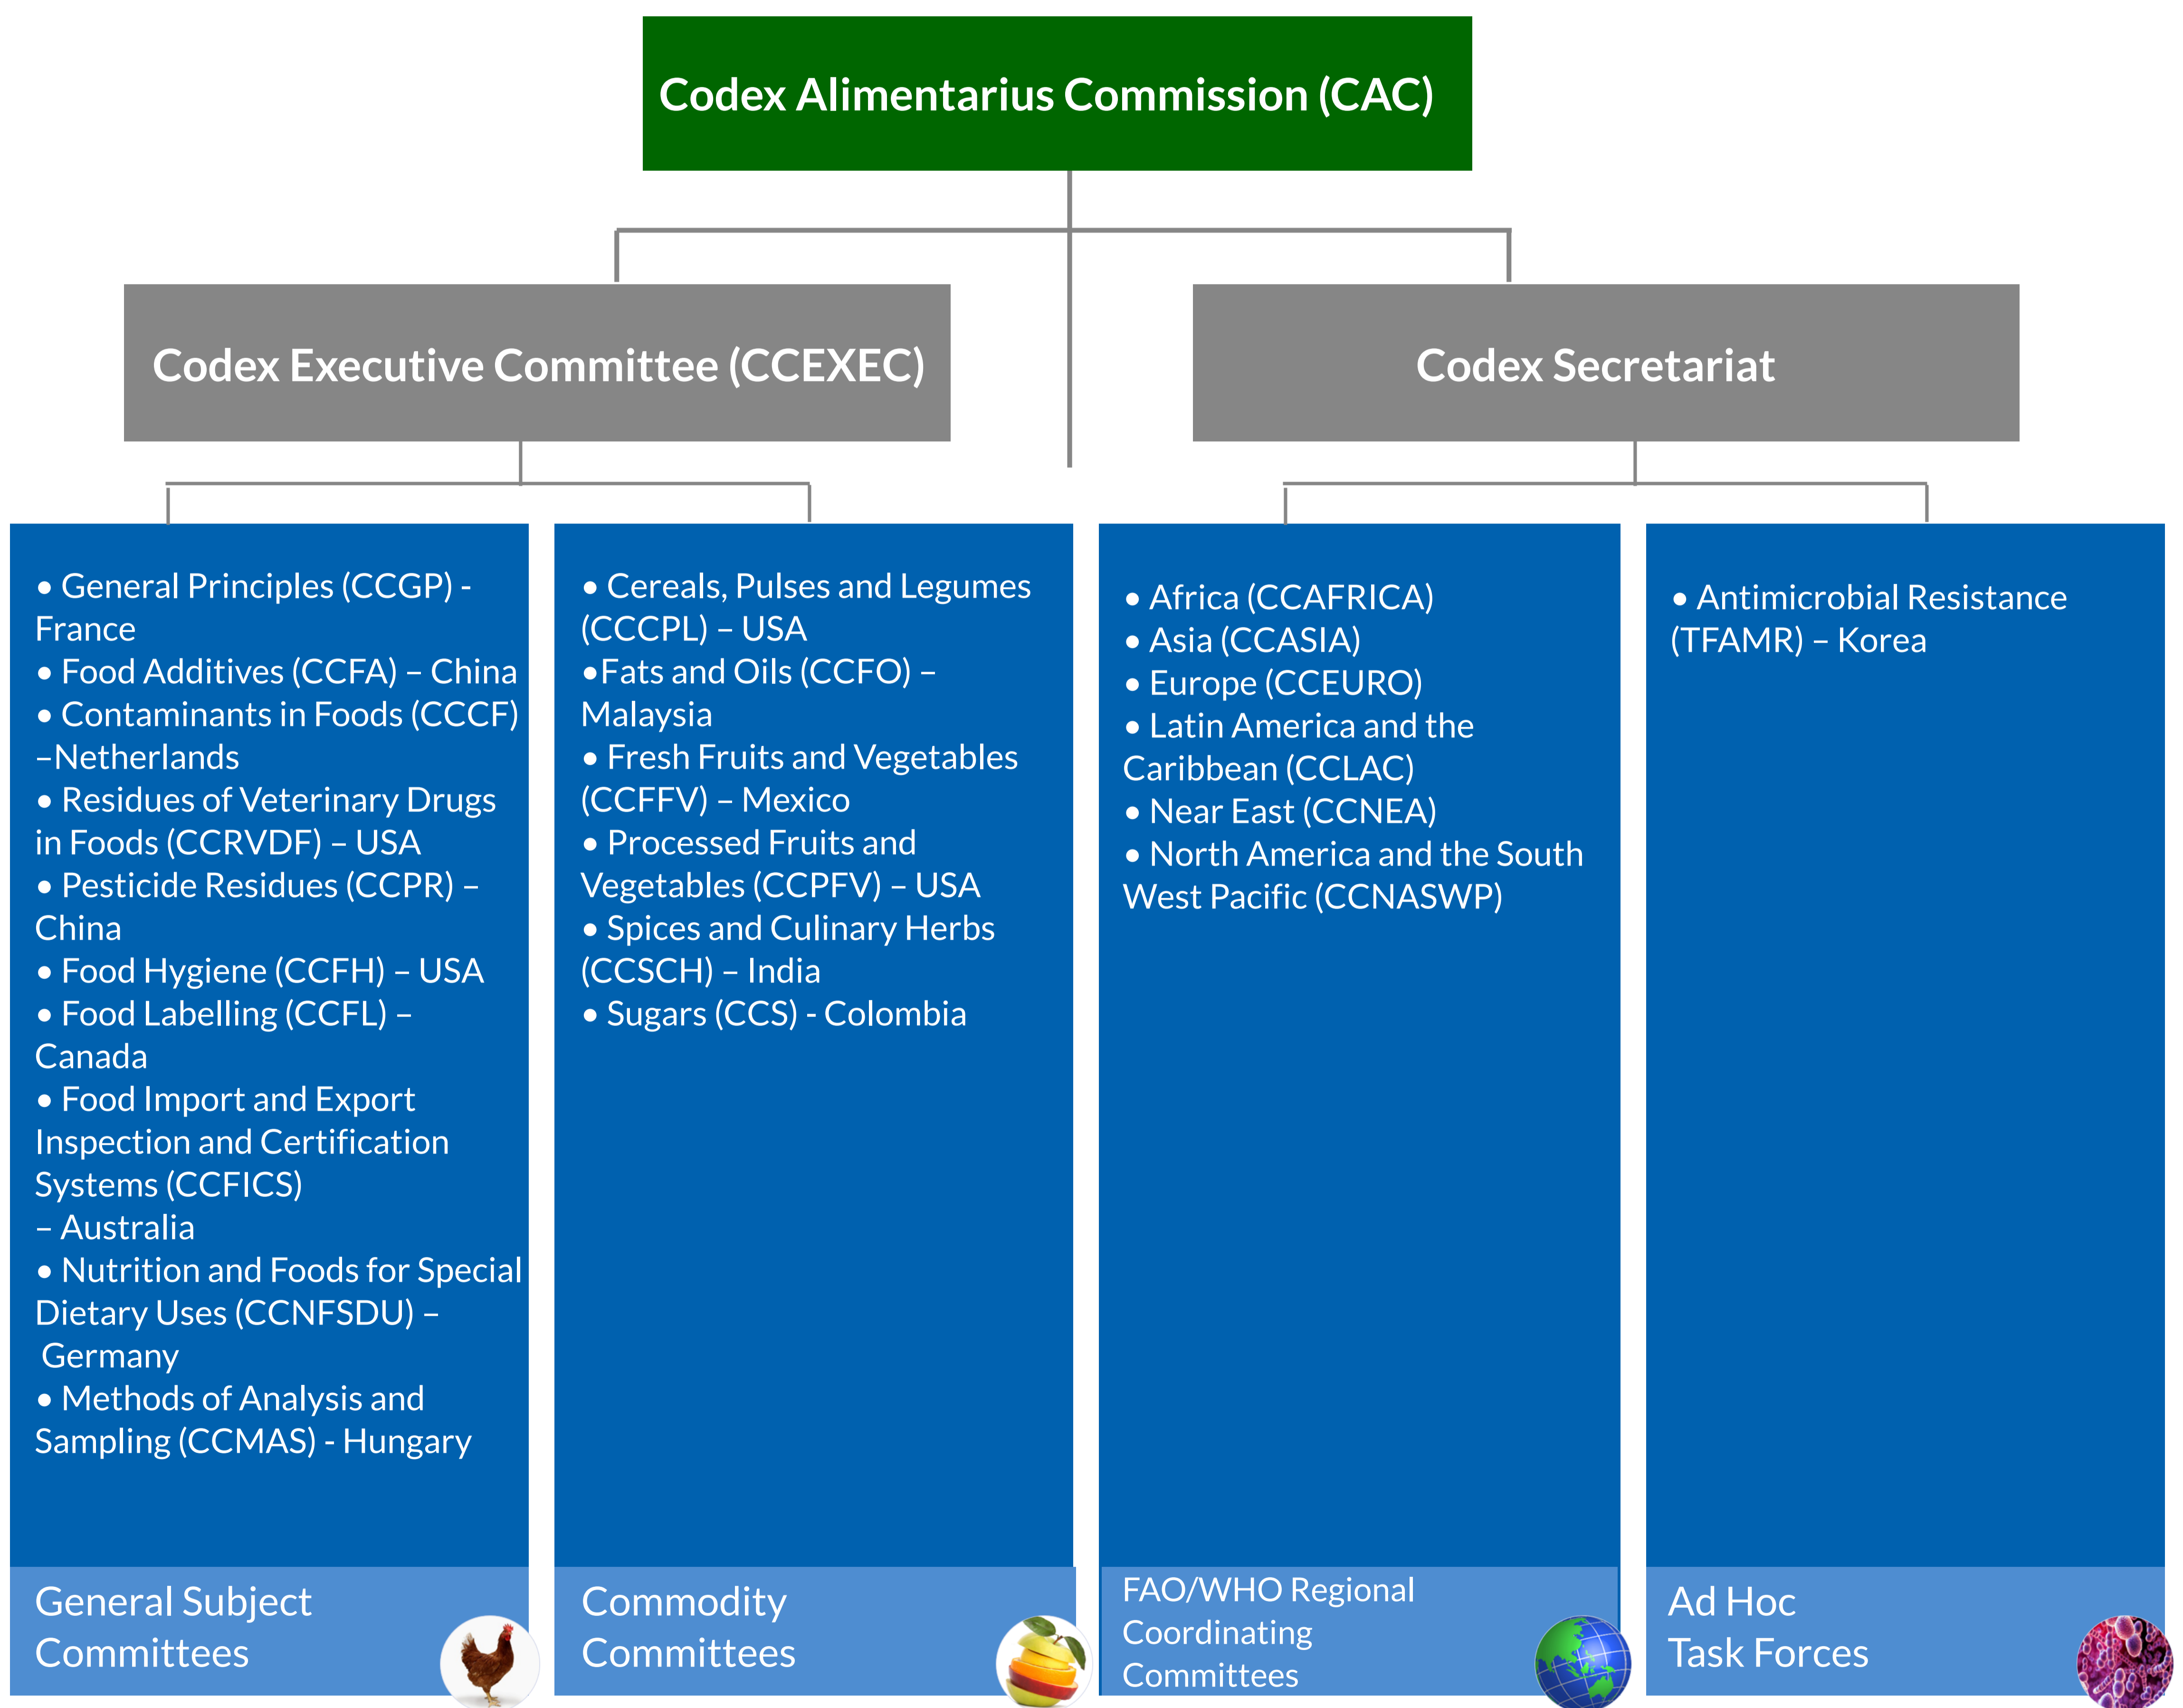 Codex Alimentarius Commission (CAC)
Codex Executive Committee (CCEXEC)
Codex Secretariat
• General Principles (CCGP) -
France
• Food Additives (CCFA) – China
• Contaminants in Foods (CCCF)
–Netherlands
• Residues of Veterinary Drugs
in Foods (CCRVDF) – USA
• Pesticide Residues (CCPR) –
China
• Food Hygiene (CCFH) – USA
• Food Labelling (CCFL) –
Canada
• Food Import and Export
Inspection and Certification
Systems (CCFICS)
– Australia
• Nutrition and Foods for Special
Dietary Uses (CCNFSDU) –
Germany
• Methods of Analysis and
Sampling (CCMAS) - Hungary
General Subject
Committees
• Cereals, Pulses and Legumes
(CCCPL) – USA
•Fats and Oils (CCFO) –
Malaysia
• Fresh Fruits and Vegetables
(CCFFV) – Mexico
• Processed Fruits and
Vegetables (CCPFV) – USA
• Spices and Culinary Herbs
(CCSCH) – India
• Sugars (CCS) - Colombia
Commodity
Committees
• Africa (CCAFRICA)
• Asia (CCASIA)
• Europe (CCEURO)
• Latin America and the
Caribbean (CCLAC)
• Near East (CCNEA)
• North America and the South
West Pacific (CCNASWP)
FAO/WHO Regional
Coordinating
Committees
• Antimicrobial Resistance
(TFAMR) – Korea
Ad Hoc
Task Forces